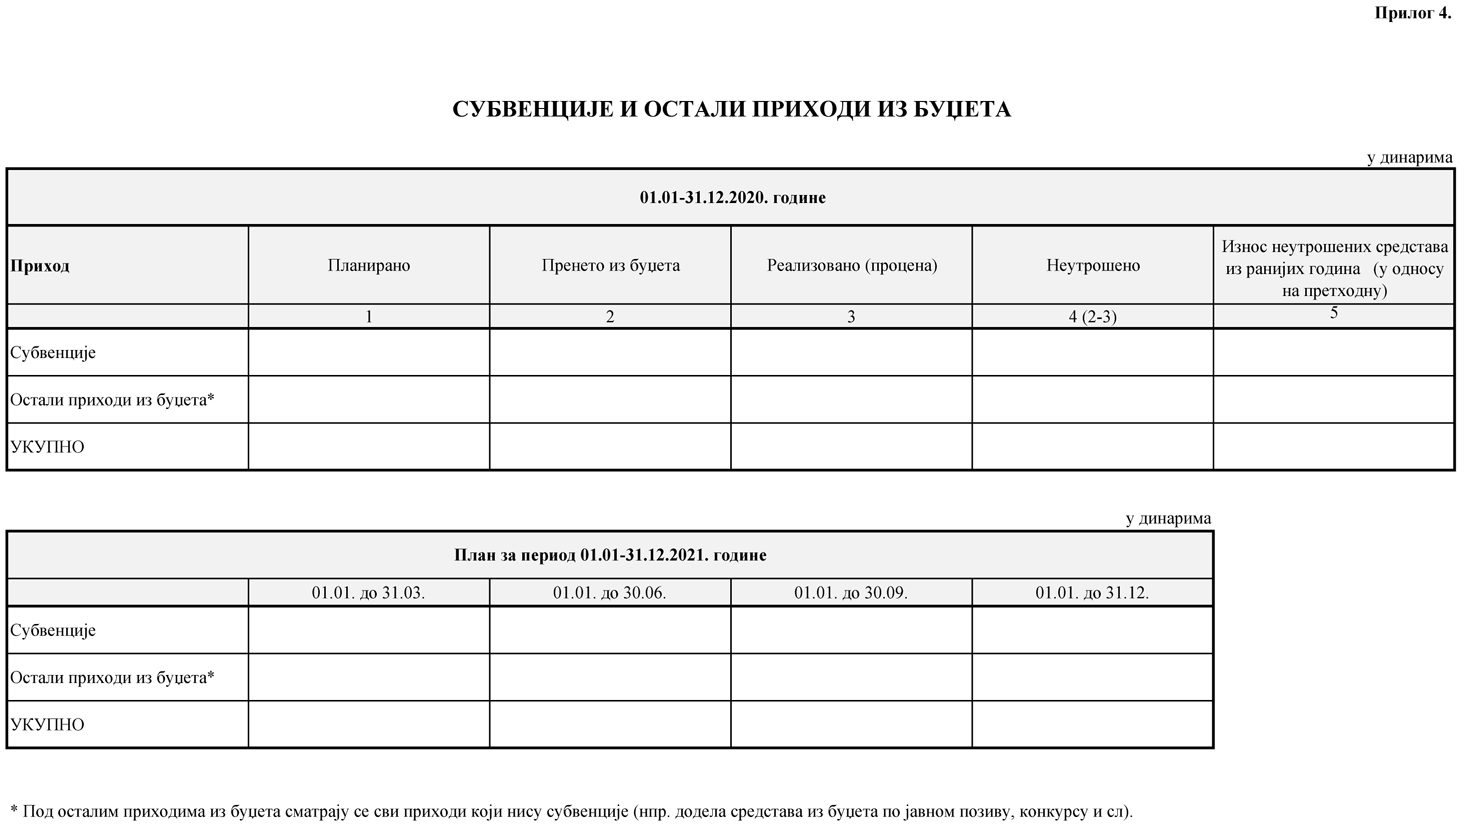 Прилог 4.
СУБВЕНЦИЈЕ И ОСТАЛИ ПРИХОДИ ИЗ БУЏЕТА
у динарима
01.01-31.12.2020. године
Приход
Планирано
Пренето из буџета
Реализовано (процена)
Неутрошено
Износ неутрошених средстава
из ранијих година (у односу
на претходну)
1
2
3
4 (2-3)
5
Субвенције
Остали приходи из буџета*
УКУПНО
у динарима
План за период 01.01-31.12.2021. године
01.01. до 31.03.
01.01. до 30.06.
01.01. до 30.09.
01.01. до 31.12.
Субвенције
Остали приходи из буџета*
УКУПНО
* Под осталим приходима из буџета сматрају се сви приходи који нису субвенције (нпр. додела средстава из буџета по јавном позиву, конкурсу и сл).